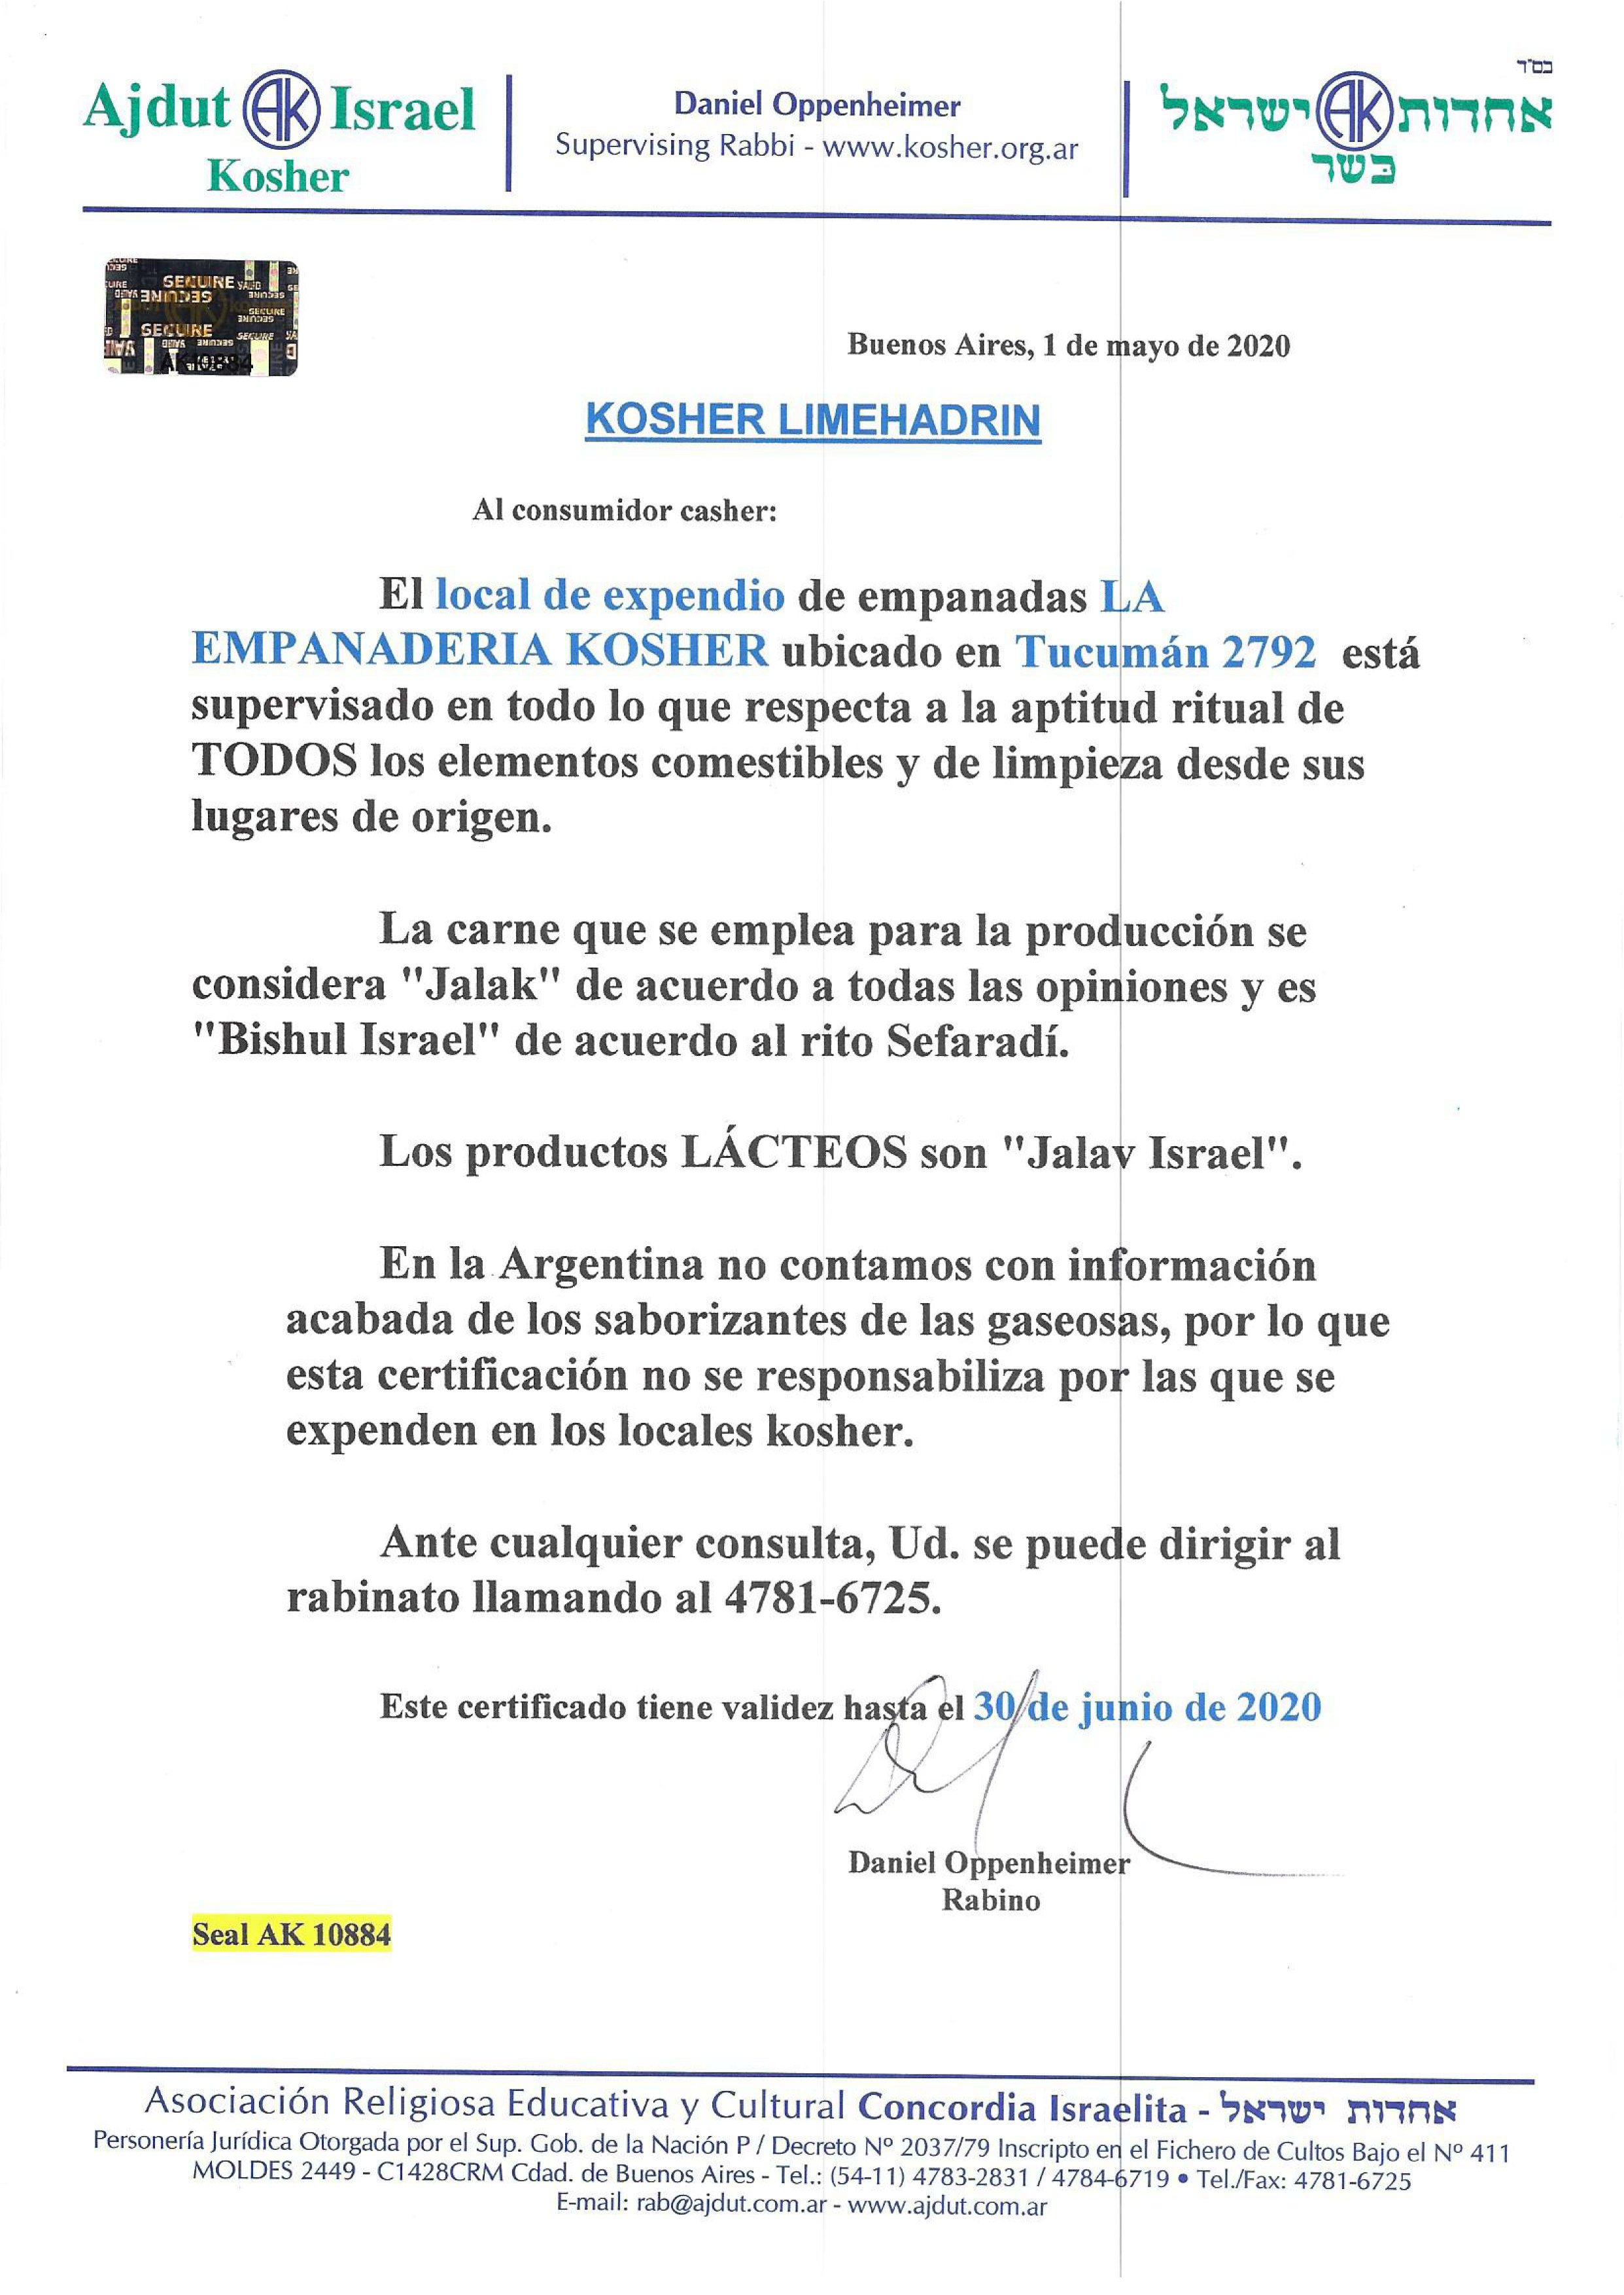 בס"ד
Ajdut AK Israel
Kosher
Daniel Oppenheimer
Supervising Rabbi - www.kosher.org.ar
אחדות AK ישראל
כשר
SECURE
SECURE
SECURE
AK10884
Buenos Aires, 1 de mayo de 2020
KOSHER LIMEHADRIN
Al consumidor casher:
El local de expendio de empanadas LA
EMPANADERIA KOSHER ubicado en Tucumán 2792 está
supervisado en todo lo que respecta a la aptitud ritual de
TODOS los elementos comestibles y de limpieza desde sus
lugares de origen.
La carne que se emplea para la producción se
considera "Jalak" de acuerdo a todas las opiniones y es
"Bishul Israel" de acuerdo al rito Sefaradí.
Los productos LÁCTEOS son "Jalav Israel".
En la Argentina no contamos con información
acabada de los saborizantes de las gaseosas, por lo que
esta certificación no se responsabiliza por las que se
expenden en los locales kosher.
Ante cualquier consulta, Ud. se puede dirigir al
rabinato llamando al 4781-6725.
Este certificado tiene validez hasta el 30 de junio de 2020
Daniel Oppenheimer
Rabino
Seal AK 10884
Asociación Religiosa Educativa y Cultural Concordia Israelita - אחדות ישראל
Personería Jurídica Otorgada por el Sup. Gob. de la Nación P / Decreto Nº 2037/79 Inscripto en el Fichero de Cultos Bajo el Nº 411
MOLDES 2449 - C1428CRM Cdad. de Buenos Aires - Tel.: (54-11) 4783-2831 / 4784-6719 • Tel./Fax: 4781-6725
E-mail: rab@ajdut.com.ar - www.ajdut.com.ar